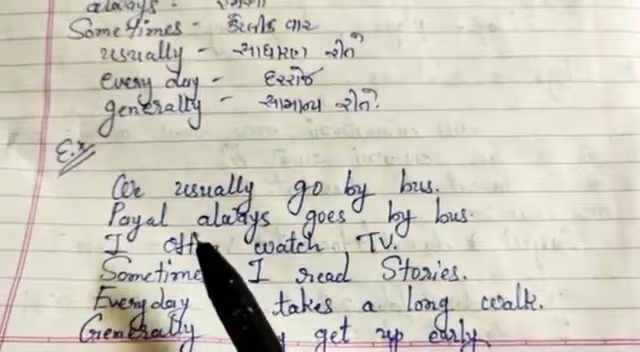 always -
Sometimes - કેટલીક વાર
usually - સાધારણ રીતે
every day - દરરોજ
generally - સામાન્ય રીતે?
Ex
We usually go by bus.
Payal always goes by bus.
I watch TV.
Sometimes I read Stories.
Everyday takes a long walk.
Generally get up early